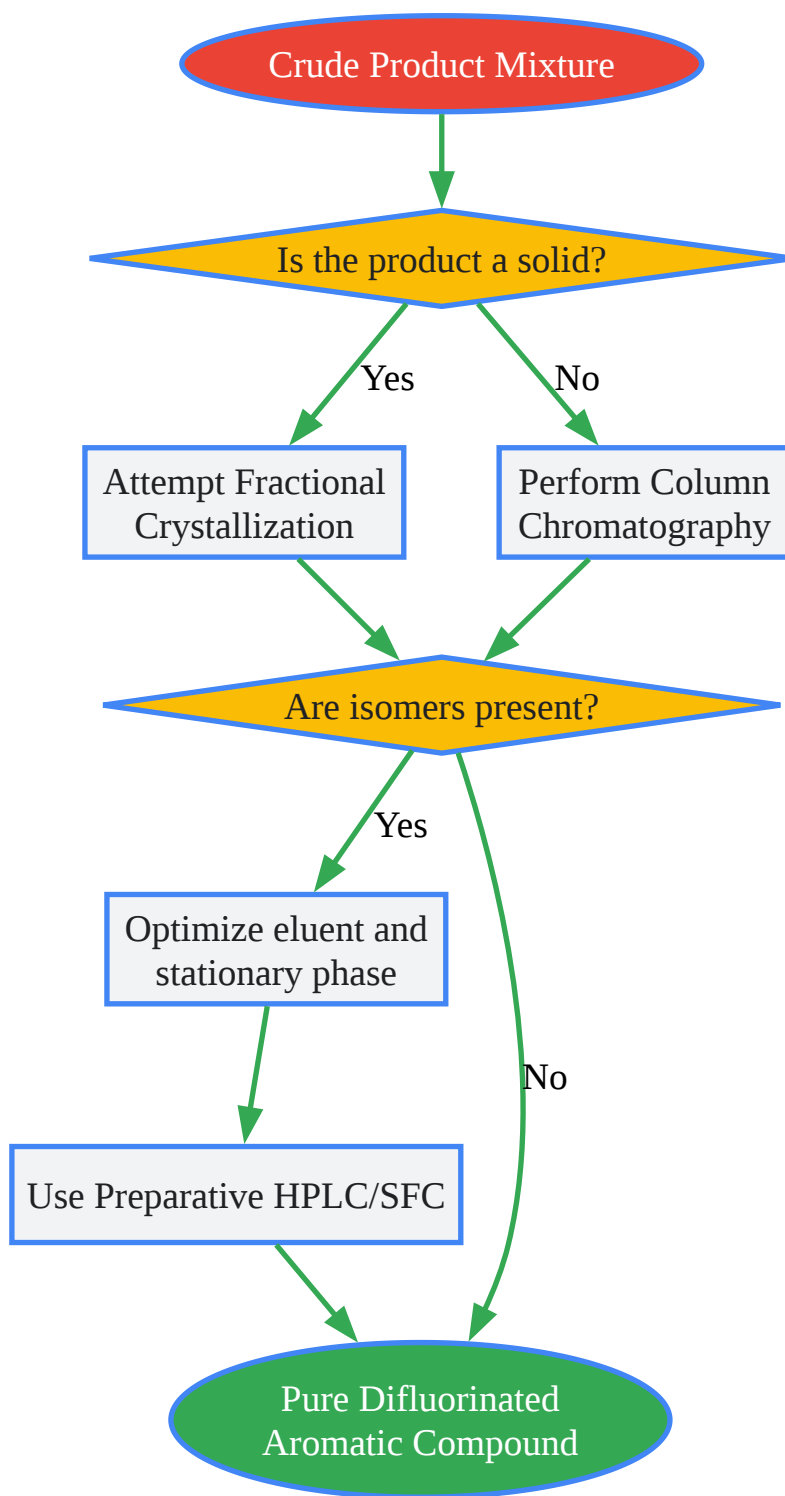 Crude Product Mixture
Is the product a solid?
Yes
No
Attempt Fractional
Crystallization
Perform Column
Chromatography
Are isomers present?
Yes
Optimize eluent and
stationary phase
No
Use Preparative HPLC/SFC
Pure Difluorinated
Aromatic Compound